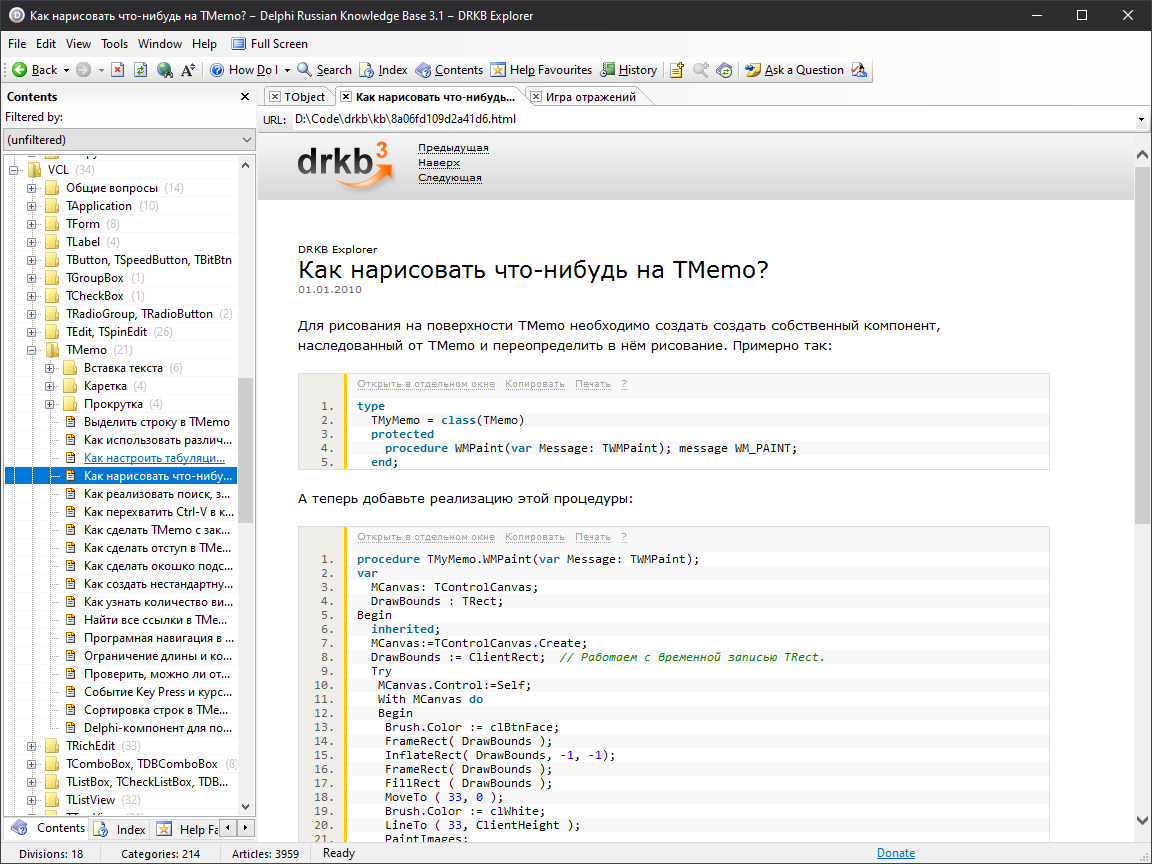 Как нарисовать что-нибудь на TMemo? – Delphi Russian Knowledge Base 3.1 – DRKB Explorer
File Edit View Tools Window Help Full Screen
Back How Do I Search Index Contents Help Favourites History Ask a Question
Contents
Filtered by:
(unfiltered)
VCL (34)
Общие вопросы (14)
TApplication (10)
TForm (8)
TLabel (4)
TButton, TSpeedButton, TBitBtn
TGroupBox (1)
TCheckBox (1)
TRadioGroup, TRadioButton (2)
TEdit, TSpinEdit (26)
TMemo (21)
Вставка текста (6)
Каретка (4)
Прокрутка (4)
Выделить строку в TMemo
Как использовать различ...
Как настроить табуляци...
Как нарисовать что-нибу...
Как реализовать поиск, з...
Как перехватить Ctrl-V в к...
Как сделать TMemo с зак...
Как сделать отступ в TMe...
Как сделать окошко подс...
Как создать нестандартну...
Как узнать количество ви...
Найти все ссылки в TMe...
Програмная навигация в ...
Ограничение длины и ко...
Проверить, можно ли от...
Событие Key Press и курс...
Сортировка строк в TMe...
Delphi-компонент для по...
TRichEdit (33)
TComboBox, TDBComboBox (8)
TListBox, TCheckListBox, TDB...
TListView (32)
Contents Index Help Fa
TObject Как нарисовать что-нибудь... Игра отражений
URL: D:\Code\drkb\kb\8a06fd109d2a41d6.html
drkb3
Предыдущая
Наверх
Следующая
DRKB Explorer
Как нарисовать что-нибудь на TMemo?
01.01.2010
Для рисования на поверхности TMemo необходимо создать создать собственный компонент,
наследованный от TMemo и переопределить в нём рисование. Примерно так:
Открыть в отдельном окне Копировать Печать ?
1. type
2. TMyMemo = class(TMemo)
3. protected
4. procedure WMPaint(var Message: TWMPaint); message WM_PAINT;
5. end;
А теперь добавьте реализацию этой процедуры:
Открыть в отдельном окне Копировать Печать ?
1. procedure TMyMemo.WMPaint(var Message: TWMPaint);
2. var
3. MCanvas: TControlCanvas;
4. DrawBounds : TRect;
5. Begin
6. inherited;
7. MCanvas:=TControlCanvas.Create;
8. DrawBounds := ClientRect; // Работаем с временной записью TRect.
9. Try
10. MCanvas.Control:=Self;
11. With MCanvas do
12. Begin
13. Brush.Color := clBtnFace;
14. FrameRect( DrawBounds );
15. InflateRect( DrawBounds, -1, -1);
16. FrameRect( DrawBounds );
17. FillRect ( DrawBounds );
18. MoveTo ( 33, 0 );
19. Brush.Color := clWhite;
20. LineTo ( 33, ClientHeight );
21. PaintImages;
Divisions: 18 Categories: 214 Articles: 3959 Ready Donate